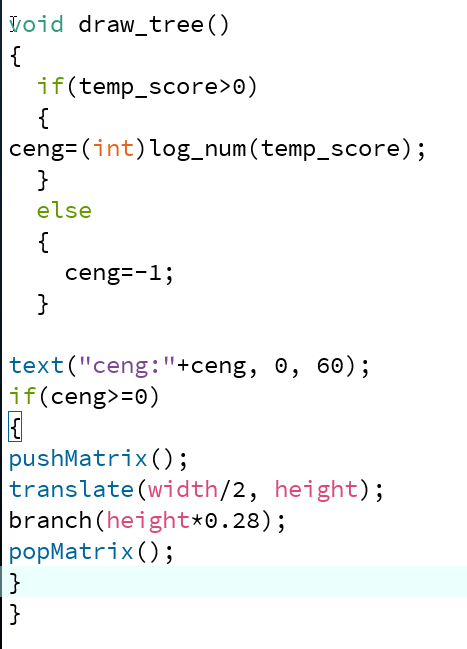 void draw_tree()
{
  if(temp_score>0)
  {
ceng=(int)log_num(temp_score);
  }
  else
  {
    ceng=-1;
  }

text("ceng:"+ceng, 0, 60);
if(ceng>=0)
{
pushMatrix();
translate(width/2, height);
branch(height*0.28);
popMatrix();
}
}